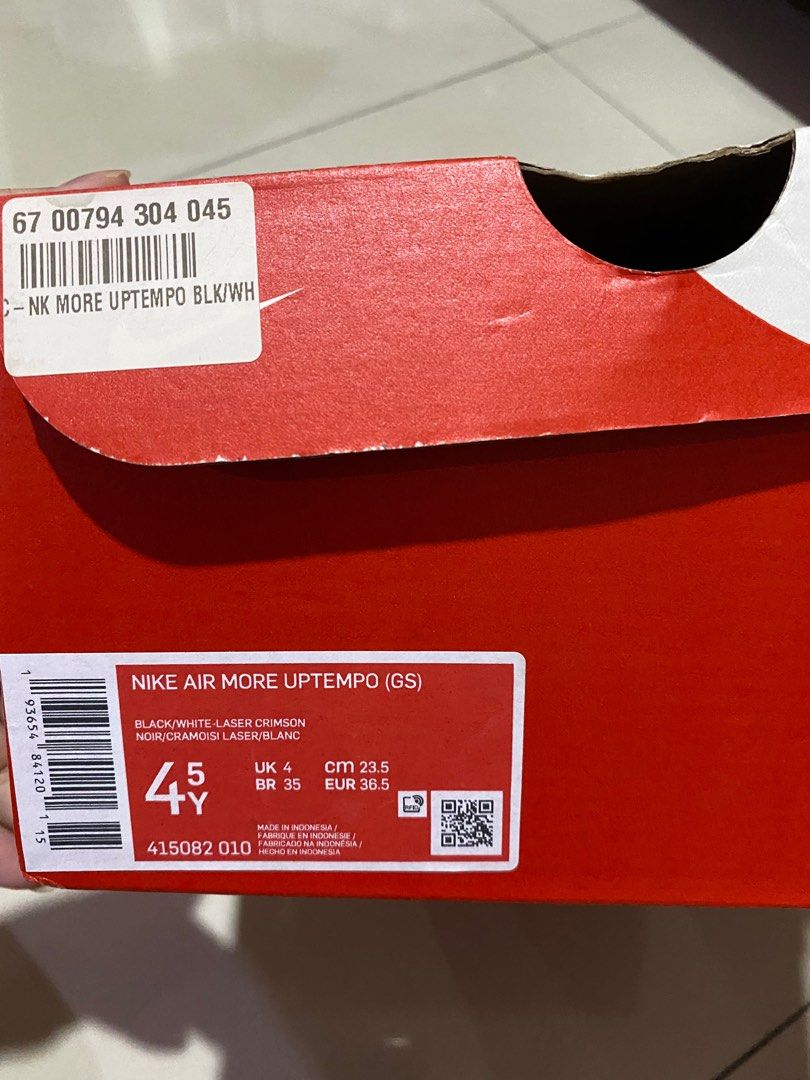 67 00794 304 045
– NK MORE UPTEMPO BLK/WH
NIKE AIR MORE UPTEMPO (GS)
BLACK/WHITE-LASER CRIMSON
NOIR/CRAMOISI LASER/BLANC
4 5 Y
UK 4 cm 23.5
BR 35 EUR 36.5
RFID
415082 010
MADE IN INDONESIA /
FABRIQUE EN INDONESIE /
FABRICADO NA INDONÉSIA /
HECHO EN INDONESIA
1 93654 84120 1 15